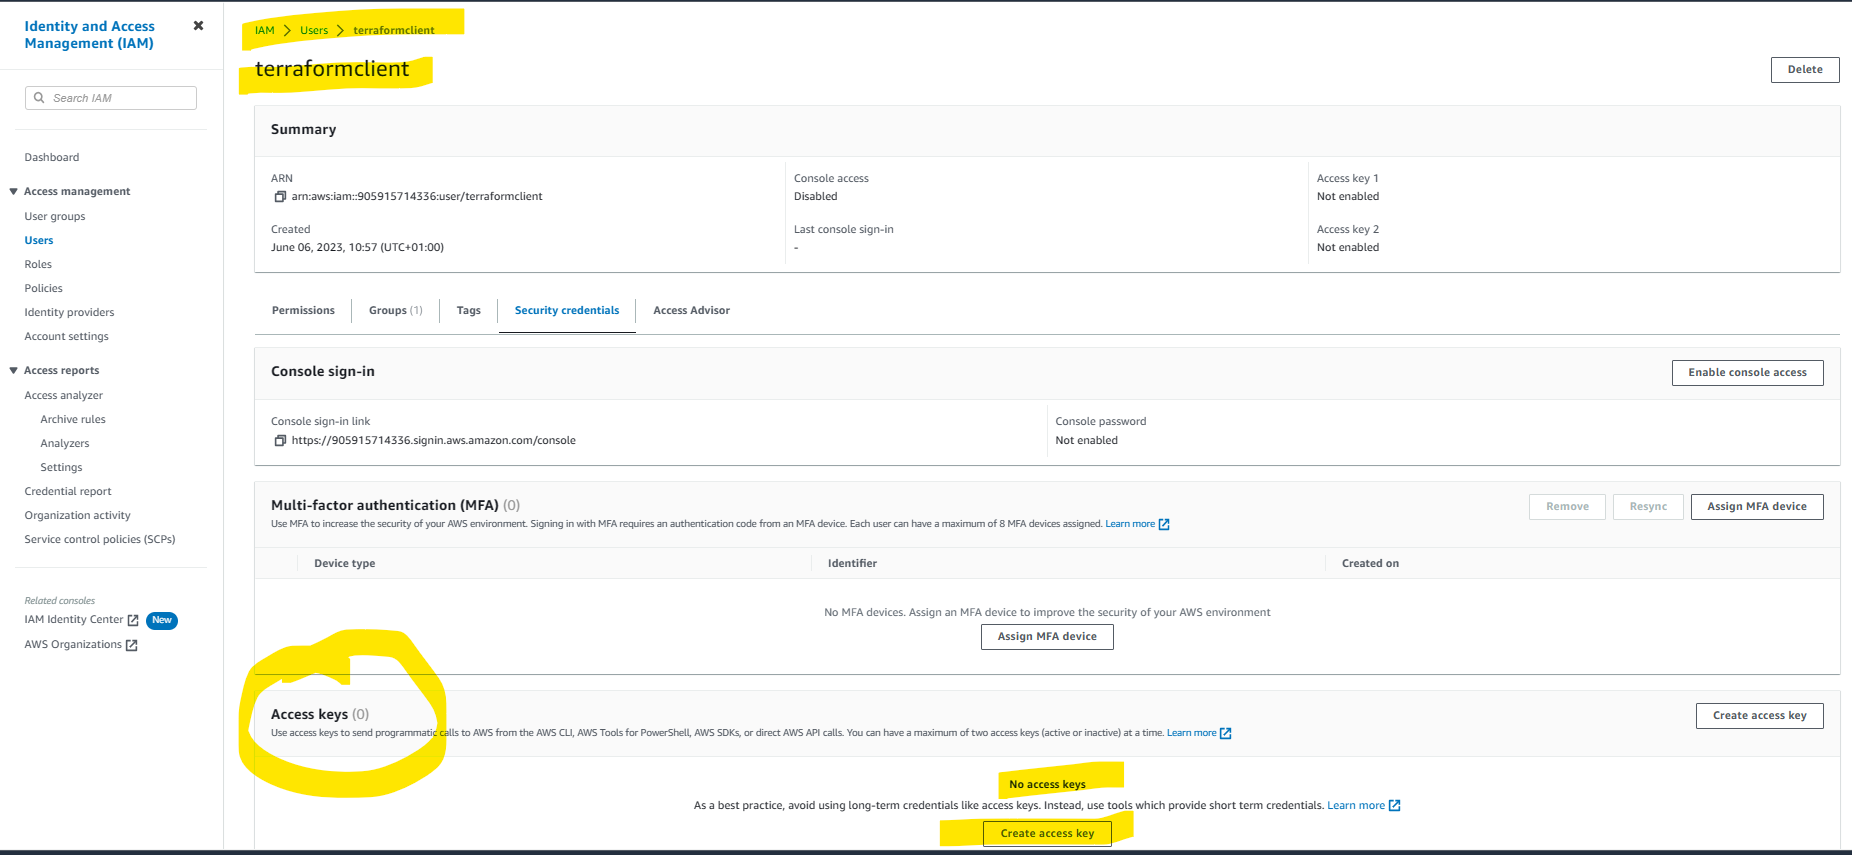 Identity and Access
Management (IAM)
Search IAM
Dashboard
Access management
User groups
Users
Roles
Policies
Identity providers
Account settings
Access reports
Access analyzer
Archive rules
Analyzers
Settings
Credential report
Organization activity
Service control policies (SCPs)
Related consoles
IAM Identity Center New
AWS Organizations
IAM > Users > terraformclient
terraformclient
Delete
Summary
ARN
arn:aws:iam::905915714336:user/terraformclient
Created
June 06, 2023, 10:57 (UTC+01:00)
Console access
Disabled
Last console sign-in
-
Access key 1
Not enabled
Access key 2
Not enabled
Permissions Groups (1) Tags Security credentials Access Advisor
Console sign-in
Enable console access
Console sign-in link
https://905915714336.signin.aws.amazon.com/console
Console password
Not enabled
Multi-factor authentication (MFA) (0)
Use MFA to increase the security of your AWS environment. Signing in with MFA requires an authentication code from an MFA device. Each user can have a maximum of 8 MFA devices assigned. Learn more
Remove Resync Assign MFA device
Device type Identifier Created on
No MFA devices. Assign an MFA device to improve the security of your AWS environment
Assign MFA device
Access keys (0)
Use access keys to send programmatic calls to AWS from the AWS CLI, AWS Tools for PowerShell, AWS SDKs, or direct AWS API calls. You can have a maximum of two access keys (active or inactive) at a time. Learn more
Create access key
No access keys
As a best practice, avoid using long-term credentials like access keys. Instead, use tools which provide short term credentials. Learn more
Create access key